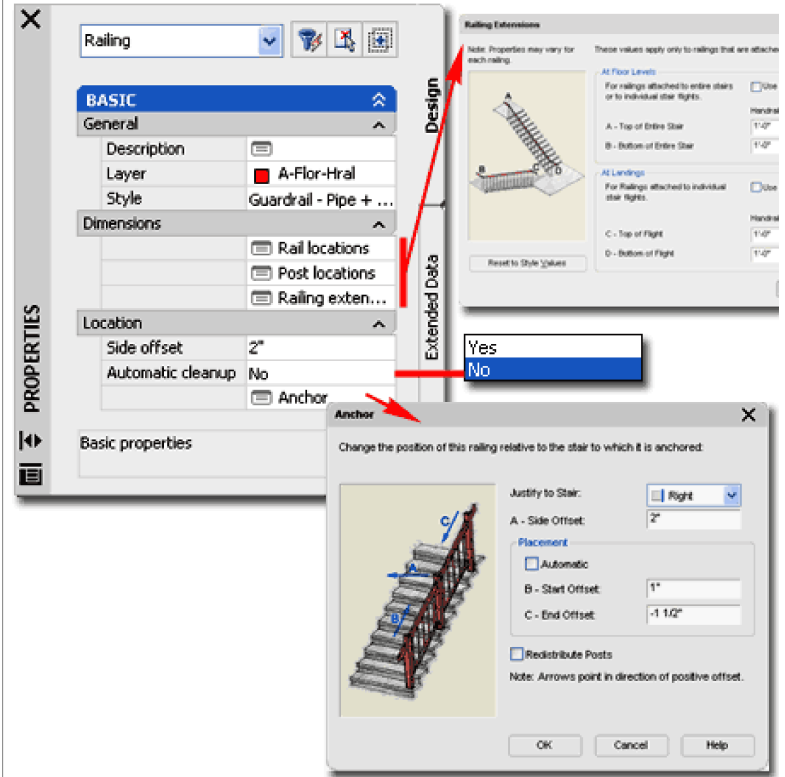 Railing
BASIC
General
Description
Layer A-Flor-Hral
Style Guardrail - Pipe + ...
Dimensions
Rail locations
Post locations
Railing exten...
Location
Side offset 2"
Automatic cleanup No
Anchor
Basic properties
PROPERTIES
Design
Extended Data
Railing Extensions
Note: Properties may vary for
each railing.
These values apply only to railings that are attache
At Floor Levels
For railings attached to entire stairs
or to individual stair flights.
Use
Handrail
A - Top of Entire Stair 1'-0"
B - Bottom of Entire Stair 1'-0"
At Landings
For Railings attached to individual
stair flights.
Use
Handrail
C - Top of Flight 1'-0"
D - Bottom of Flight 1'-0"
A
B
C
D
Reset to Style Values
Yes
No
Anchor
Change the position of this railing relative to the stair to which it is anchored:
Justify to Stair: Right
A - Side Offset: 2"
Placement
Automatic
B - Start Offset: 1"
C - End Offset: -1 1/2"
Redistribute Posts
Note: Arrows point in direction of positive offset.
C
A
B
OK Cancel Help